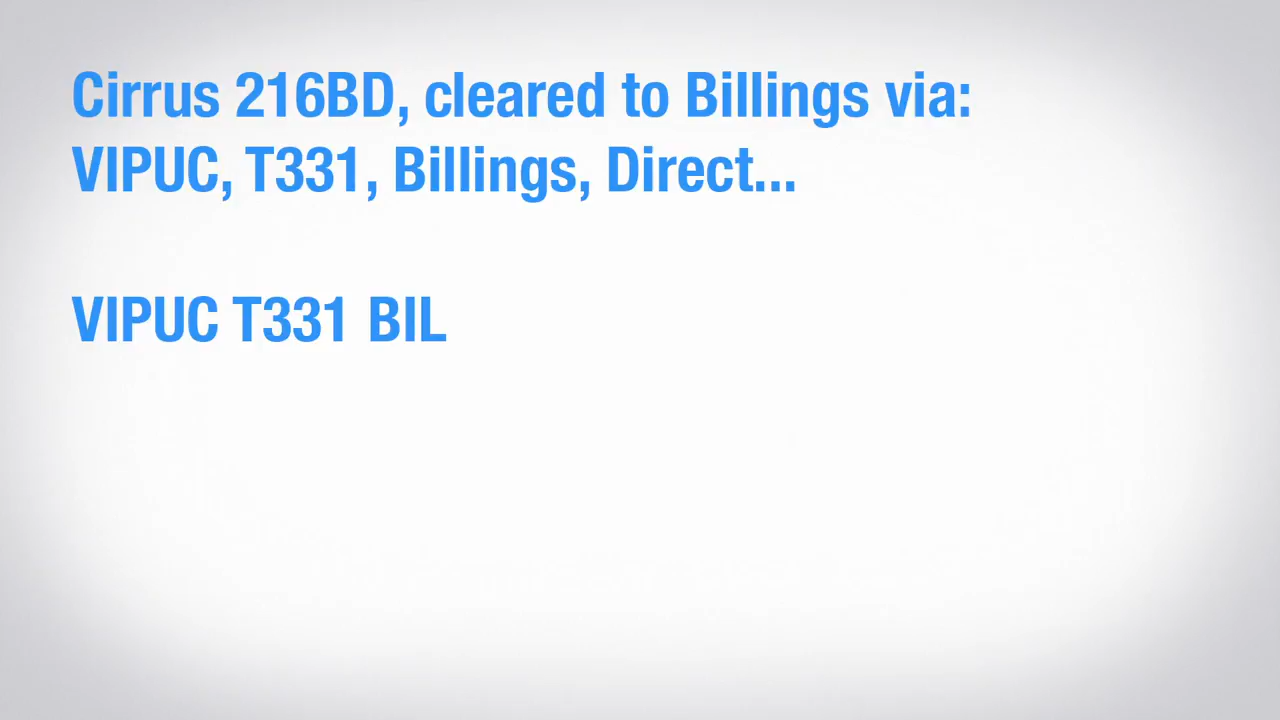 Cirrus 216BD, cleared to Billings via:
VIPUC, T331, Billings, Direct...
VIPUC T331 BIL